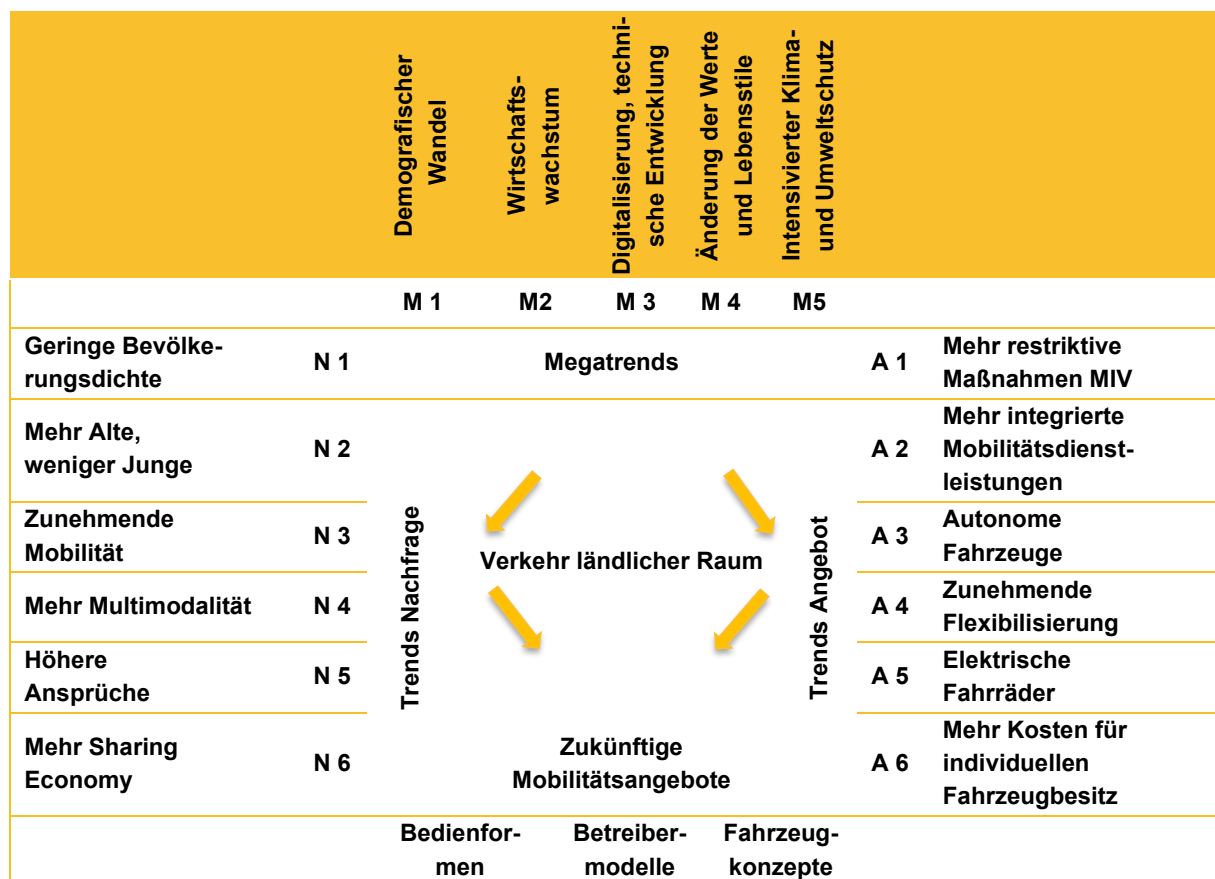 Demografischer
Wandel
Wirtschafts-
wachstum
Digitalisierung, techni-
sche Entwicklung
Änderung der Werte
und Lebensstile
Intensivierter Klima-
und Umweltschutz
M 1 M2 M 3 M 4 M5
Geringe Bevölke-
rungsdichte
N 1
Megatrends
A 1
Mehr restriktive
Maßnahmen MIV
Mehr Alte,
weniger Junge
N 2
A 2
Mehr integrierte
Mobilitätsdienst-
leistungen
Trends Nachfrage
Zunehmende
Mobilität
N 3
Verkehr ländlicher Raum
Trends Angebot
A 3
Autonome
Fahrzeuge
Mehr Multimodalität
N 4
A 4
Zunehmende
Flexibilisierung
Höhere
Ansprüche
N 5
A 5
Elektrische
Fahrräder
Mehr Sharing
Economy
N 6
Zukünftige
Mobilitätsangebote
A 6
Mehr Kosten für
individuellen
Fahrzeugbesitz
Bedienfor-
men
Betreiber-
modelle
Fahrzeug-
konzepte